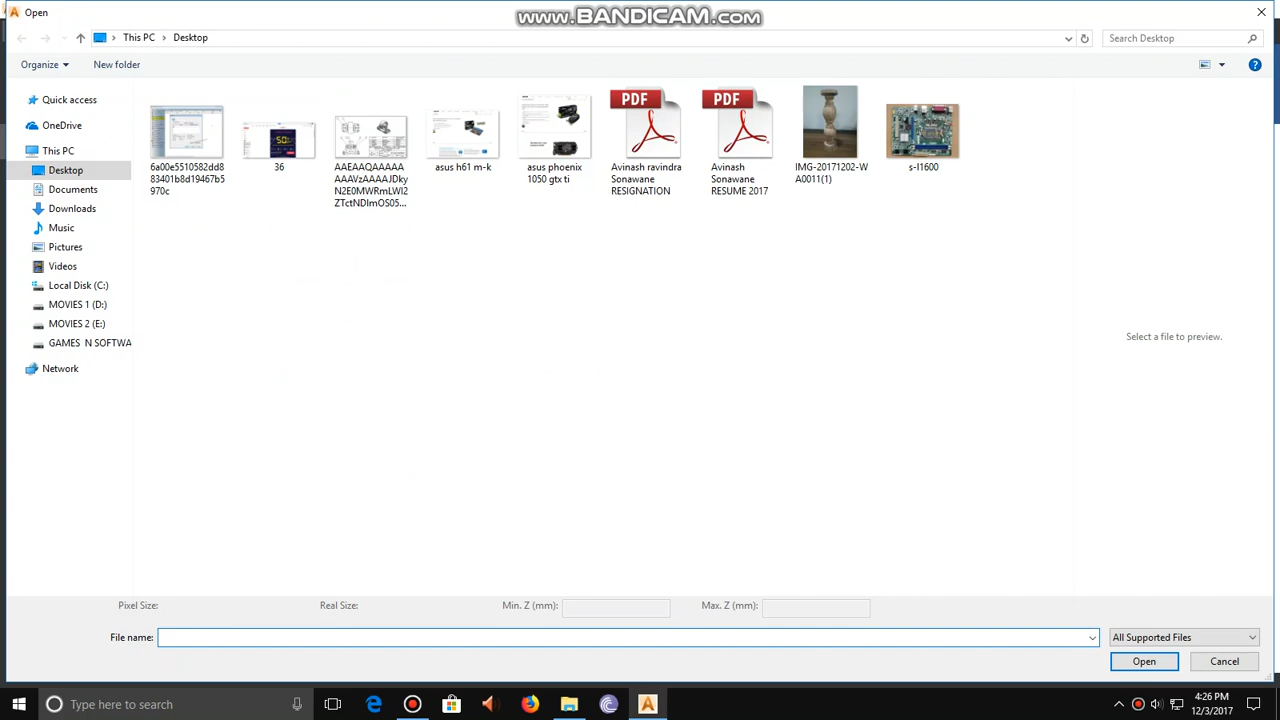 Open
www.BANDICAM.com
This PC
Desktop
Search Desktop
Organize
New folder
Quick access
OneDrive
This PC
Desktop
Documents
Downloads
Music
Pictures
Videos
Local Disk (C:)
MOVIES 1 (D:)
MOVIES 2 (E:)
GAMES N SOFTWA
Network
6a00e5510582dd8
83401b8d19467b5
970c
36
AAEAAQAAAAA
AAAVzAAAAJDky
N2E0MWRmLWI2
ZTctNDlmOS05...
asus h61 m-k
asus phoenix
1050 gtx ti
PDF
Avinash ravindra
Sonawane
RESIGNATION
PDF
Avinash
Sonawane
RESUME 2017
IMG-20171202-W
A0011(1)
s-l1600
Select a file to preview.
Pixel Size:
Real Size:
Min. Z (mm):
Max. Z (mm):
File name:
All Supported Files
Open
Cancel
Type here to search
4:26 PM
12/3/2017